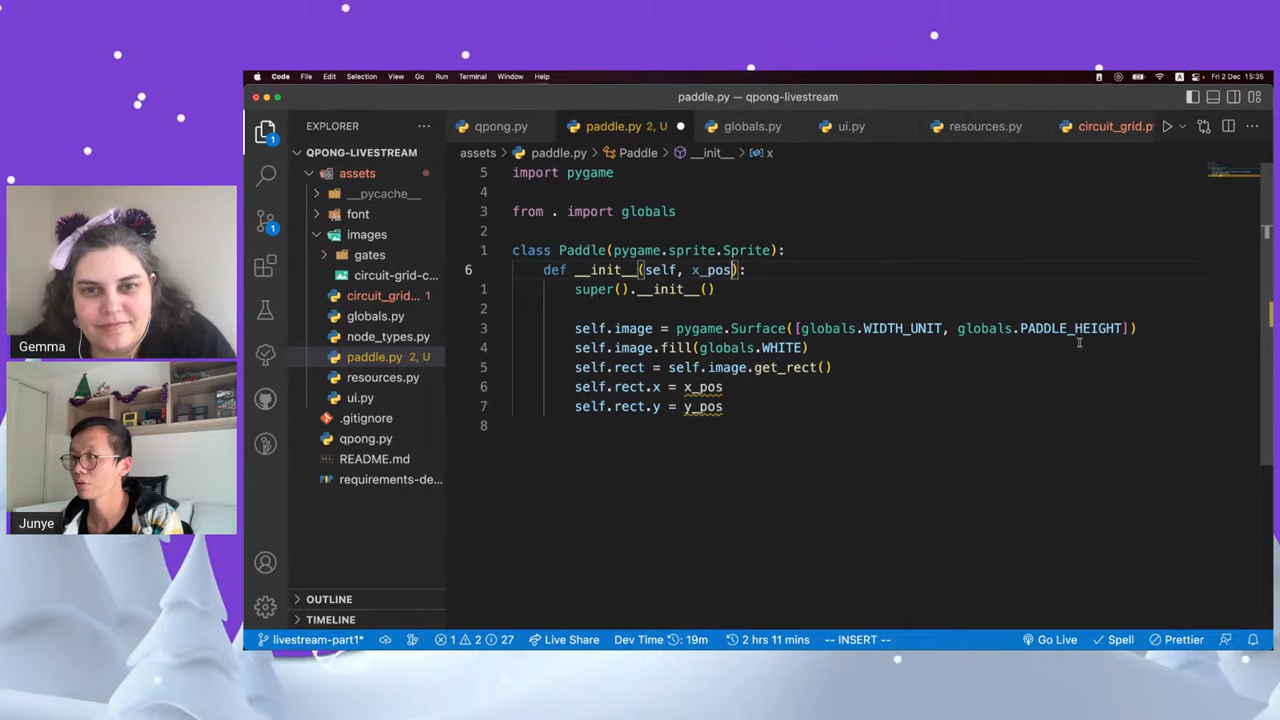 Code File Edit Selection View Go Run Terminal Window Help
A Fri 2 Dec 15:35
paddle.py — qpong-livestream
1
EXPLORER ...
qpong.py paddle.py 2, U globals.py ui.py resources.py circuit_grid.p
QPONG-LIVESTREAM
assets > paddle.py > Paddle > __init__ > x
assets
__pycache__
font
images
gates
circuit-grid-c...
circuit_grid... 1
globals.py
node_types.py
paddle.py 2, U
resources.py
ui.py
.gitignore
qpong.py
README.md
requirements-de...
OUTLINE
TIMELINE
1
5 import pygame
4
3 from . import globals
2
1 class Paddle(pygame.sprite.Sprite):
6 def __init__(self, x_pos):
1 super().__init__()
2
3 self.image = pygame.Surface([globals.WIDTH_UNIT, globals.PADDLE_HEIGHT])
4 self.image.fill(globals.WHITE)
5 self.rect = self.image.get_rect()
6 self.rect.x = x_pos
7 self.rect.y = y_pos
8
Gemma
Junye
livestream-part1* 1 2 27 Live Share Dev Time : 19m 2 hrs 11 mins -- INSERT -- Go Live Spell Prettier